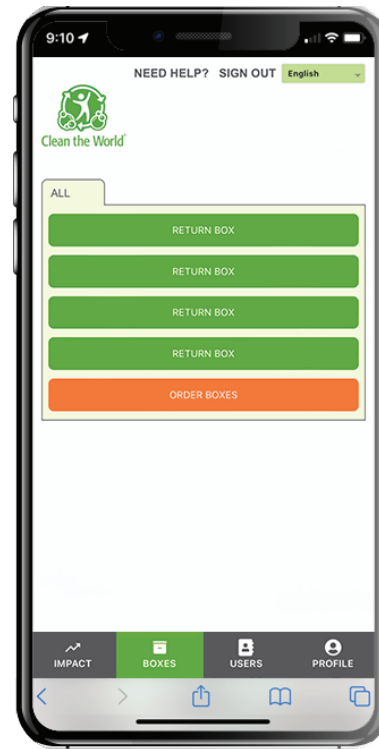 9:10
NEED HELP? SIGN OUT English
Clean the World
ALL
RETURN BOX
RETURN BOX
RETURN BOX
RETURN BOX
ORDER BOXES
IMPACT BOXES USERS PROFILE